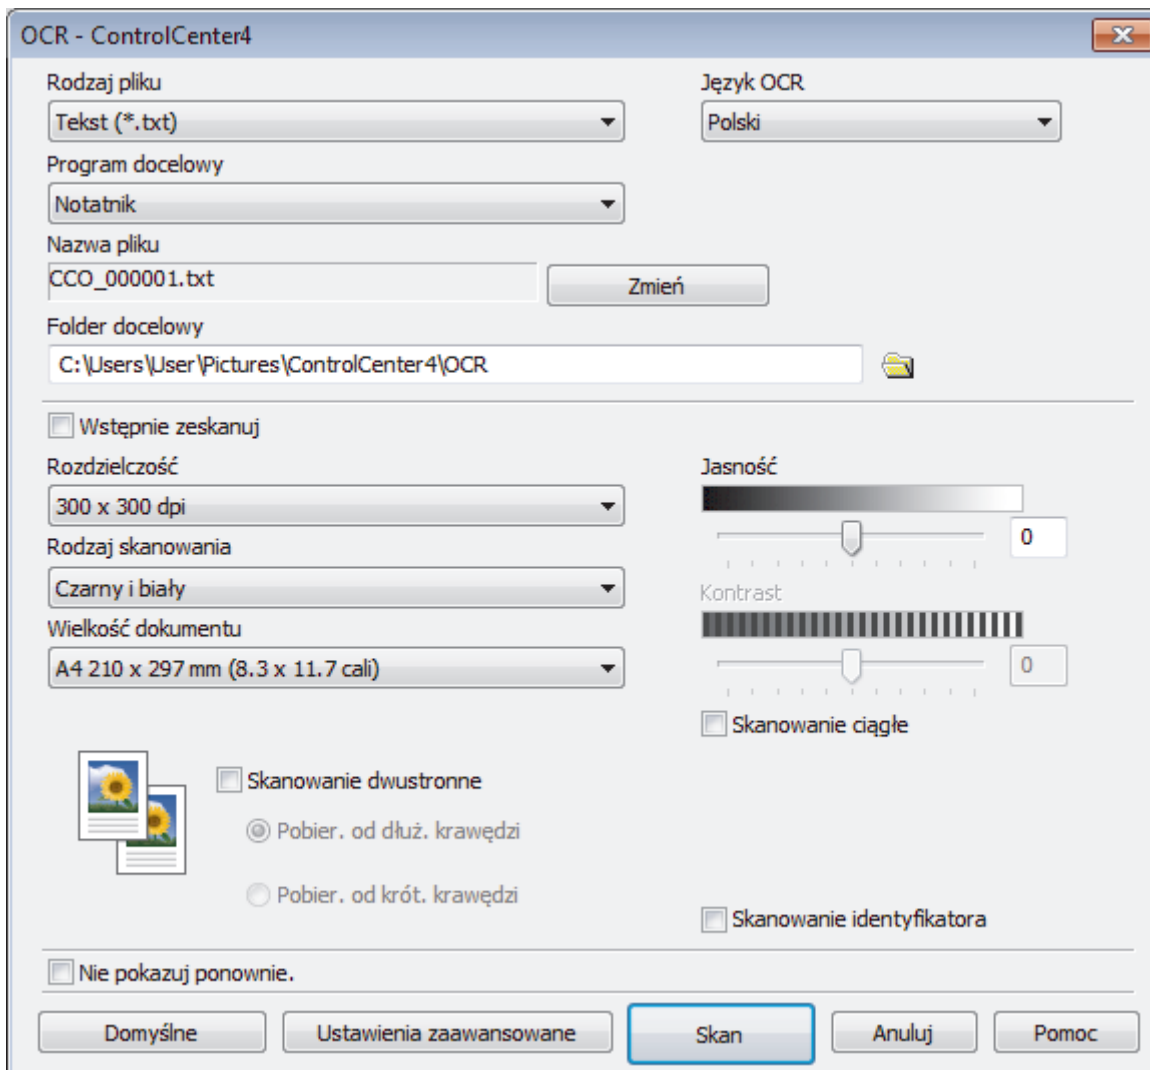 OCR - ControlCenter4
Rodzaj pliku
Język OCR
Tekst (*.txt)
Polski
Program docelowy
Notatnik
Nazwa pliku
CCO_000001.txt
Zmień
Folder docelowy
C:\Users\User\Pictures\ControlCenter4\OCR
Wstępnie zeskanuj
Rozdzielczość
Jasność
300 x 300 dpi
0
Rodzaj skanowania
Czarny i biały
Kontrast
Wielkość dokumentu
A4 210 x 297 mm (8.3 x 11.7 cali)
0
Skanowanie ciągłe
Skanowanie dwustronne
Pobier. od dłuż. krawędzi
Pobier. od krót. krawędzi
Skanowanie identyfikatora
Nie pokazuj ponownie.
Domyślne
Ustawienia zaawansowane
Skan
Anuluj
Pomoc